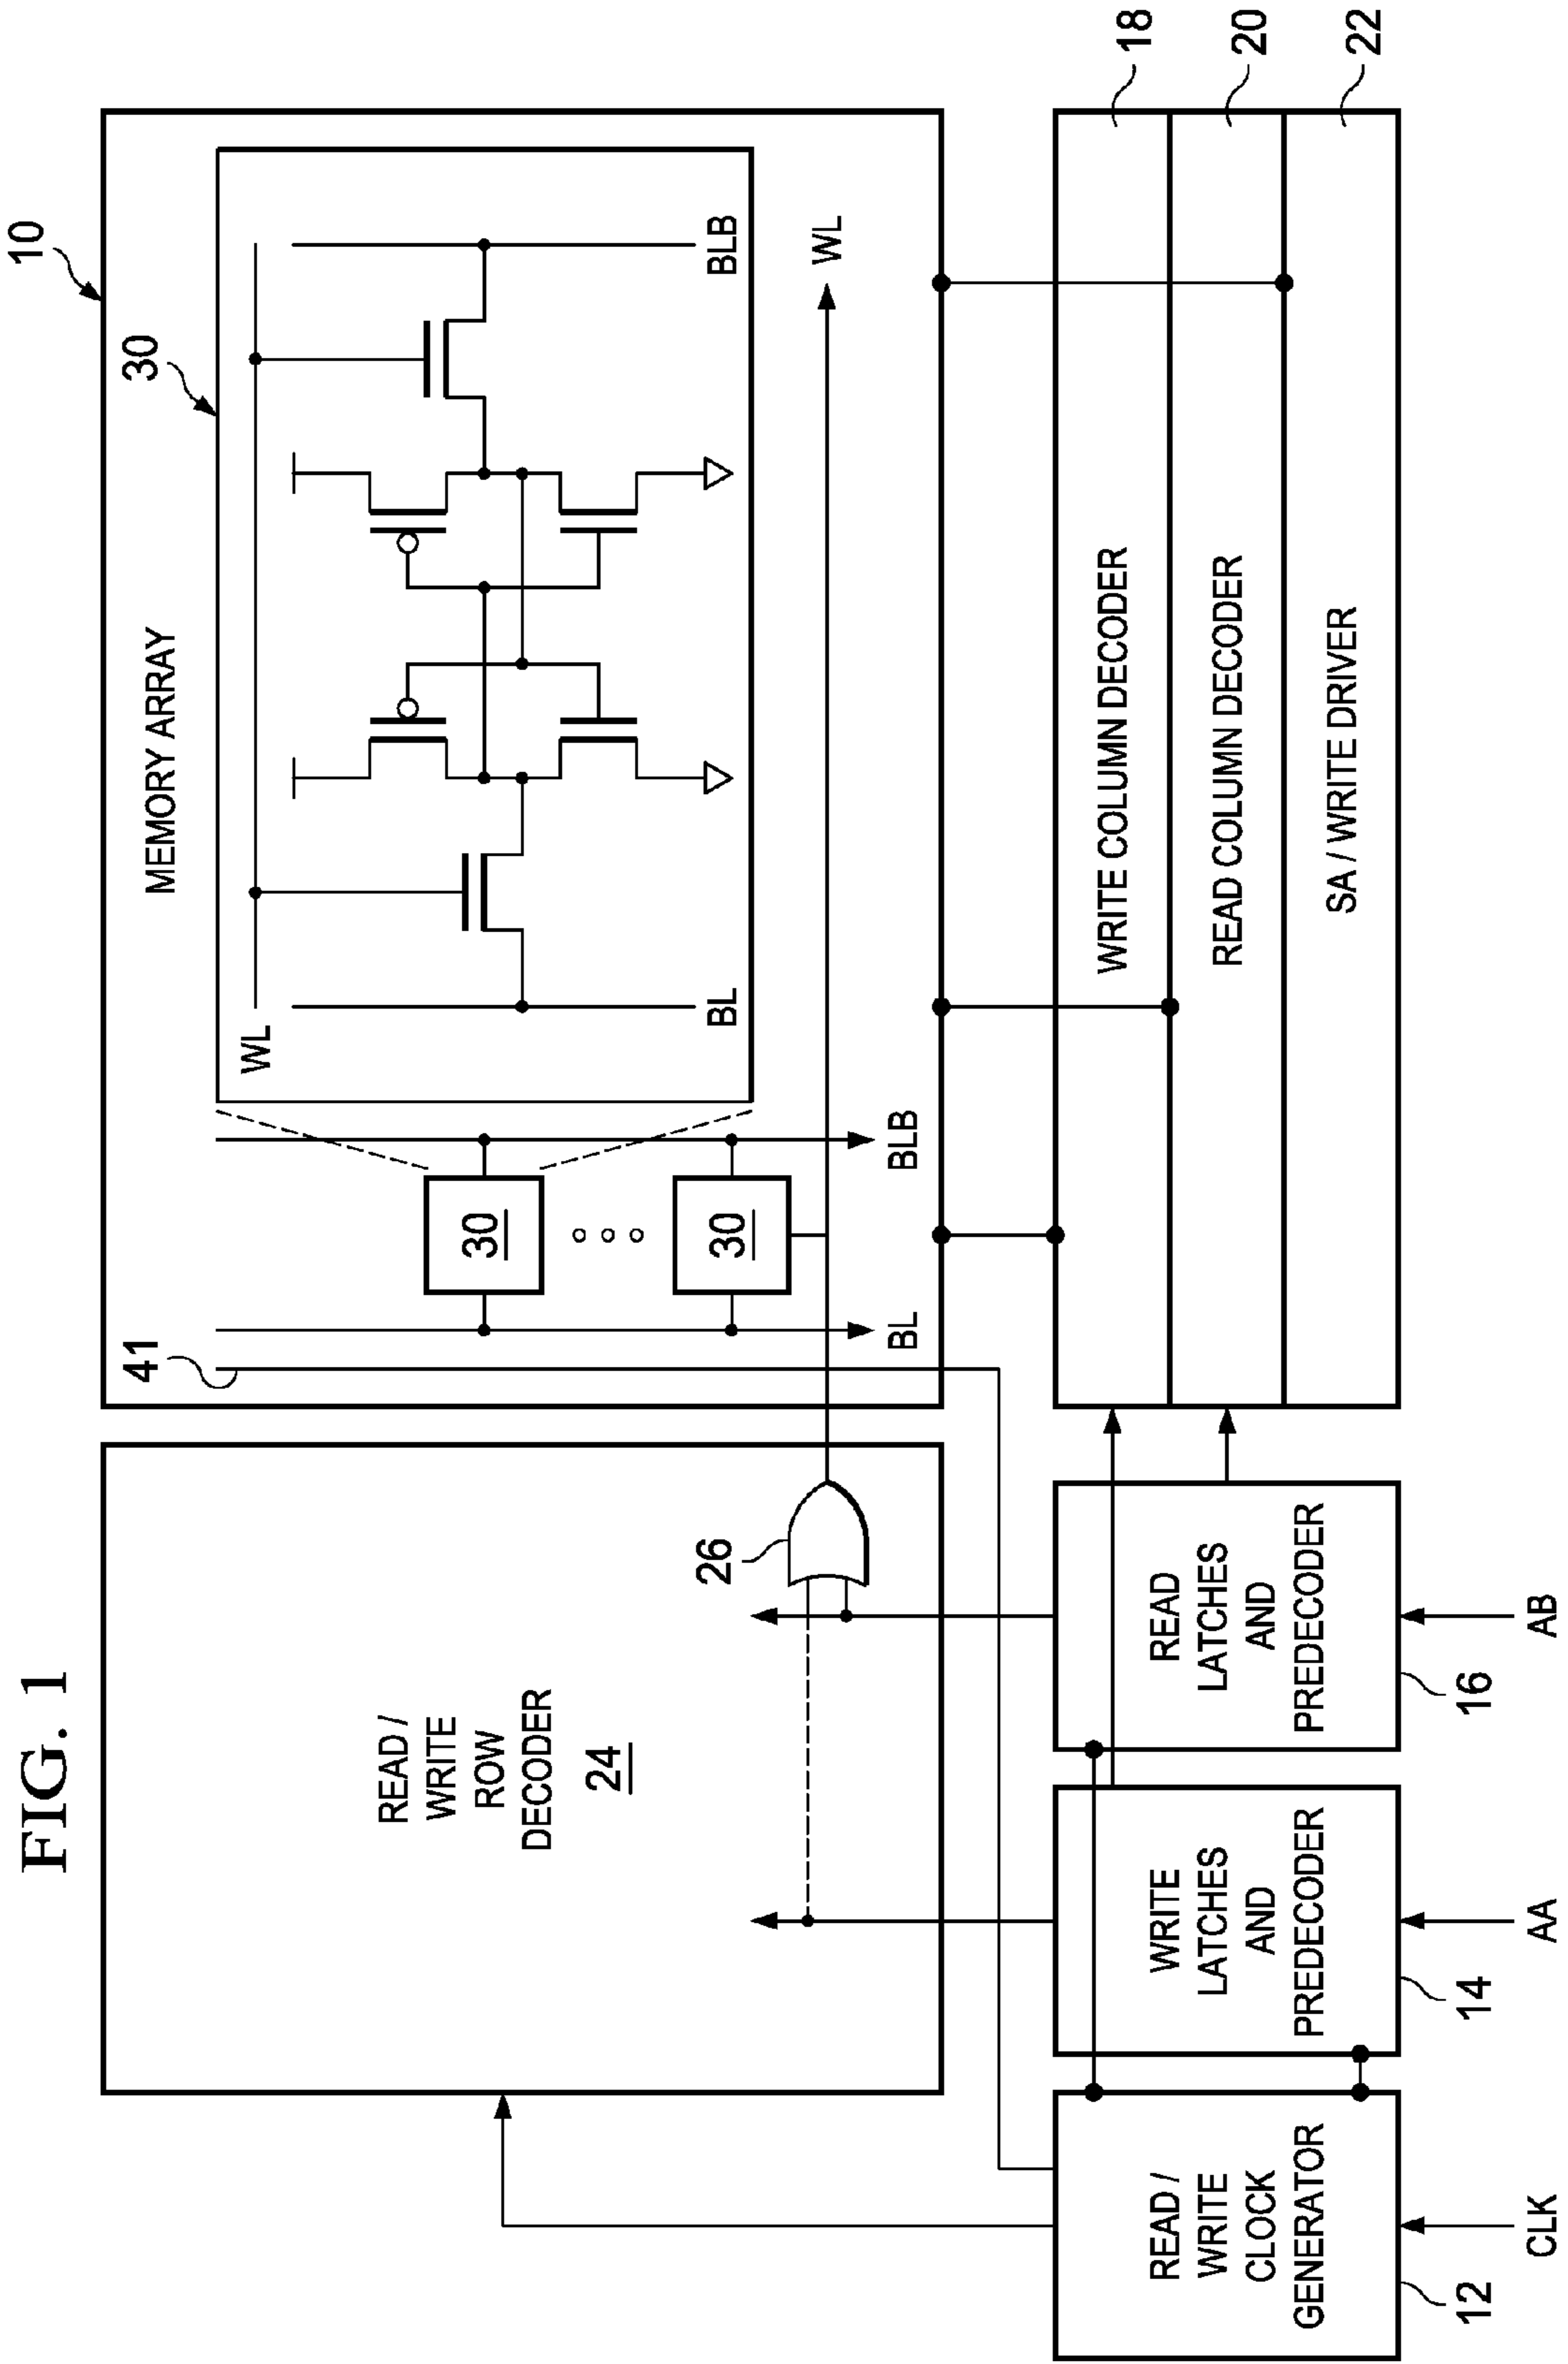 FIG. 1
10
MEMORY ARRAY
30
41
WL
BL
BLB
30
30
BL
BLB
WL
READ /
WRITE
ROW
DECODER
24
26
WRITE COLUMN DECODER
18
READ COLUMN DECODER
20
SA / WRITE DRIVER
22
READ /
WRITE
CLOCK
GENERATOR
12
CLK
WRITE
LATCHES
AND
PREDECODER
14
AA
READ
LATCHES
AND
PREDECODER
16
AB